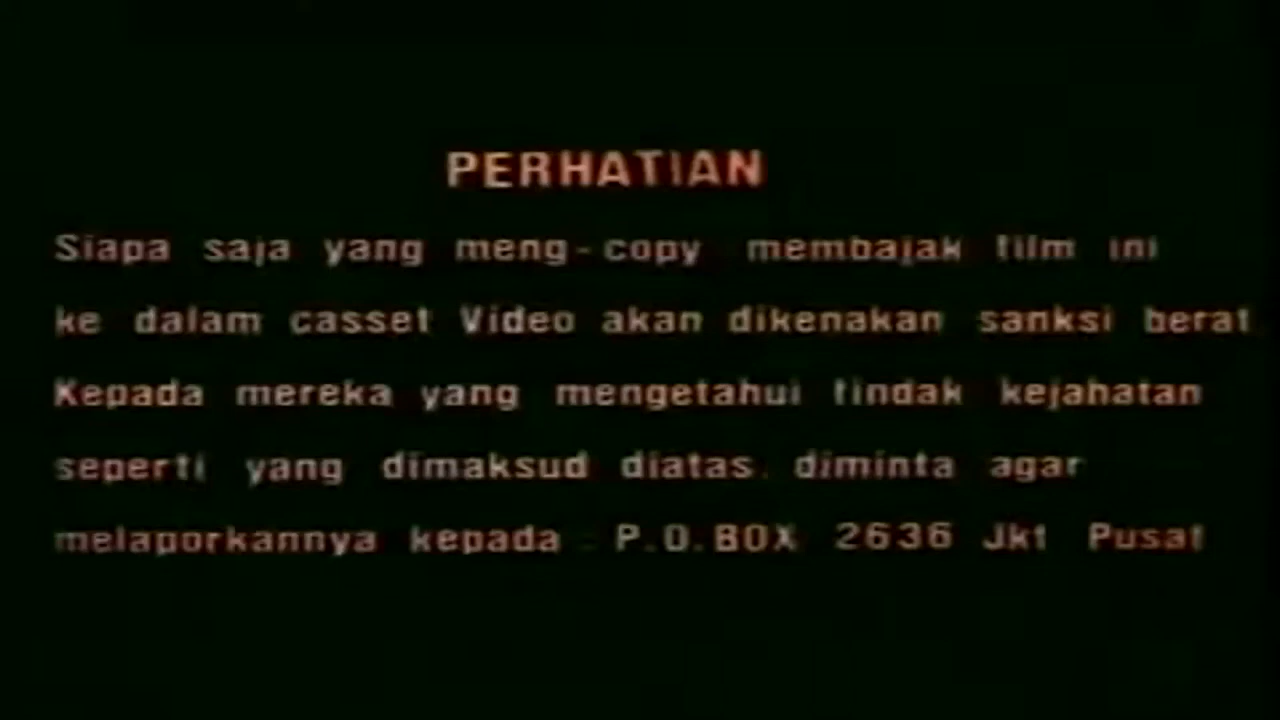 PERHATIAN
Siapa saja yang meng-copy membajak film ini
ke dalam casset Video akan dikenakan sanksi berat
Kepada mereka yang mengetahui tindak kejahatan
seperti yang dimaksud diatas. diminta agar
melaporkannya kepada P.O.BOX 2636 Jkt Pusat